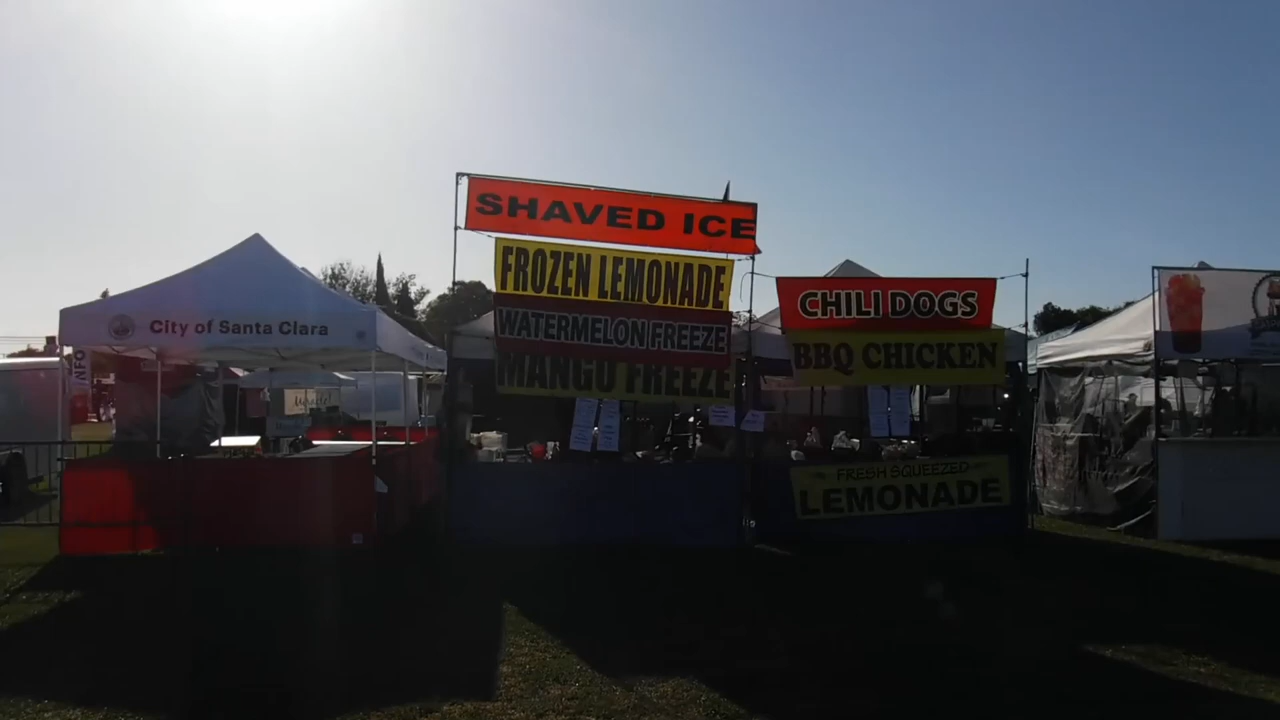 City of Santa Clara
SHAVED ICE
FROZEN LEMONADE
WATERMELON FREEZE
MANGO FREEZE
CHILI DOGS
BBQ CHICKEN
FRESH SQUEEZED
LEMONADE